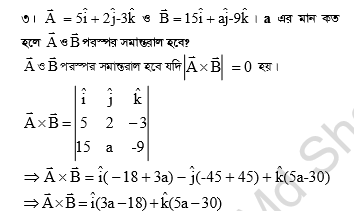 ৩। A⃗ = 5î + 2ĵ-3k̂ ও B⃗ = 15î + aĵ-9k̂ । a এর মান কত
হলে A⃗ ও B⃗ পরস্পর সমান্তরাল হবে?
A⃗ ও B⃗ পরস্পর সমান্তরাল হবে যদি |A⃗×B⃗| = 0 হয়।
A⃗×B⃗ = | î ĵ k̂ |
| 5 2 −3 |
| 15 a -9 |
⇒ A⃗×B⃗ = î(−18+3a) − ĵ(-45+45) + k̂(5a-30)
⇒ A⃗×B⃗ = î(3a−18) + k̂(5a−30)
Md Sh